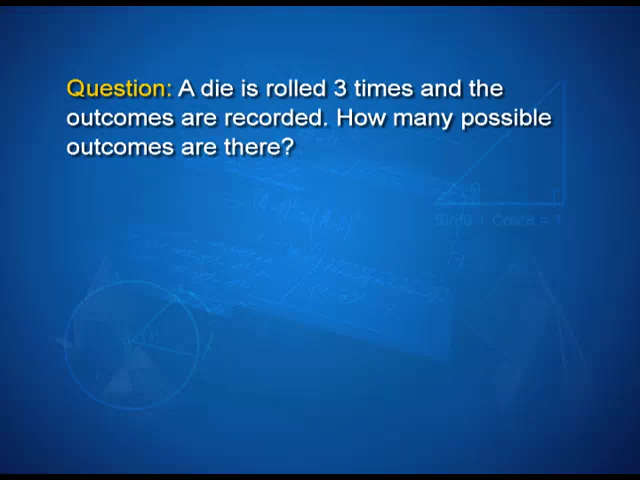 Question: A die is rolled 3 times and the
outcomes are recorded. How many possible
outcomes are there?